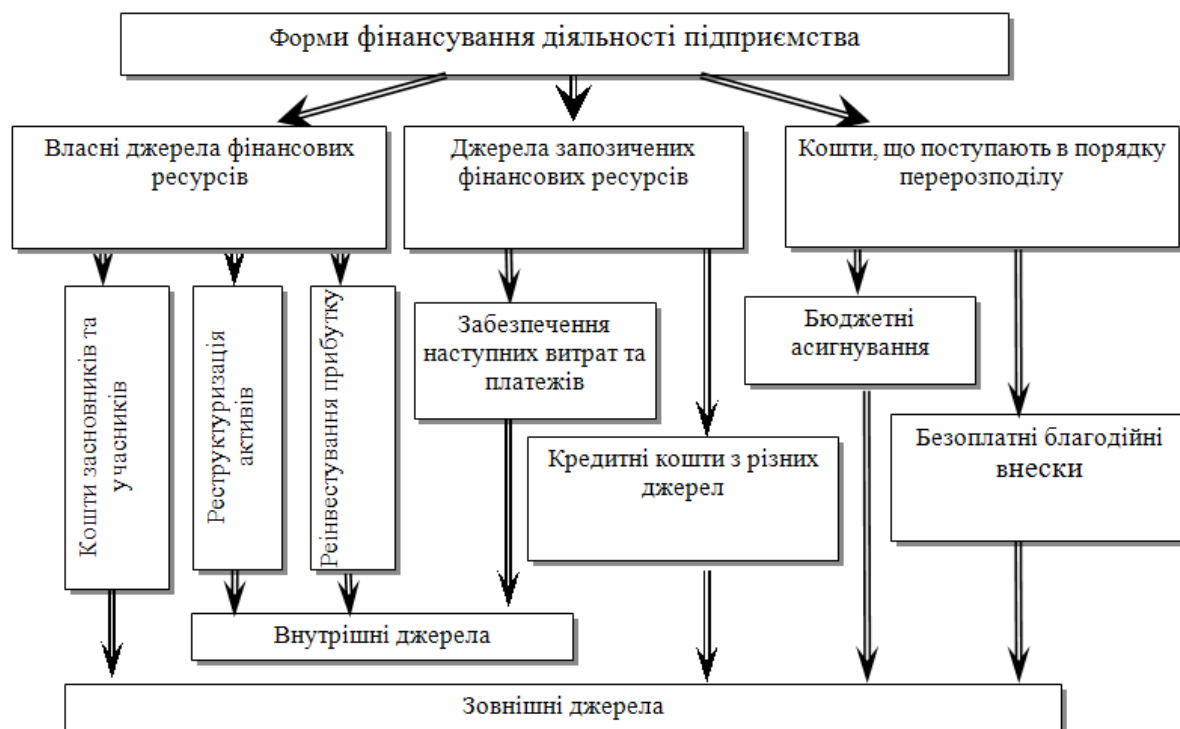 Форми фінансування діяльності підприємства
Власні джерела фінансових
ресурсів
Джерела запозичених
фінансових ресурсів
Кошти, що поступають в порядку
перерозподілу
Кошти засновників та
учасників
Реструктуризація
активів
Реінвестування прибутку
Забезпечення
наступних витрат та
платежів
Бюджетні
асигнування
Кредитні кошти з різних
джерел
Безоплатні благодійні
внески
Внутрішні джерела
Зовнішні джерела